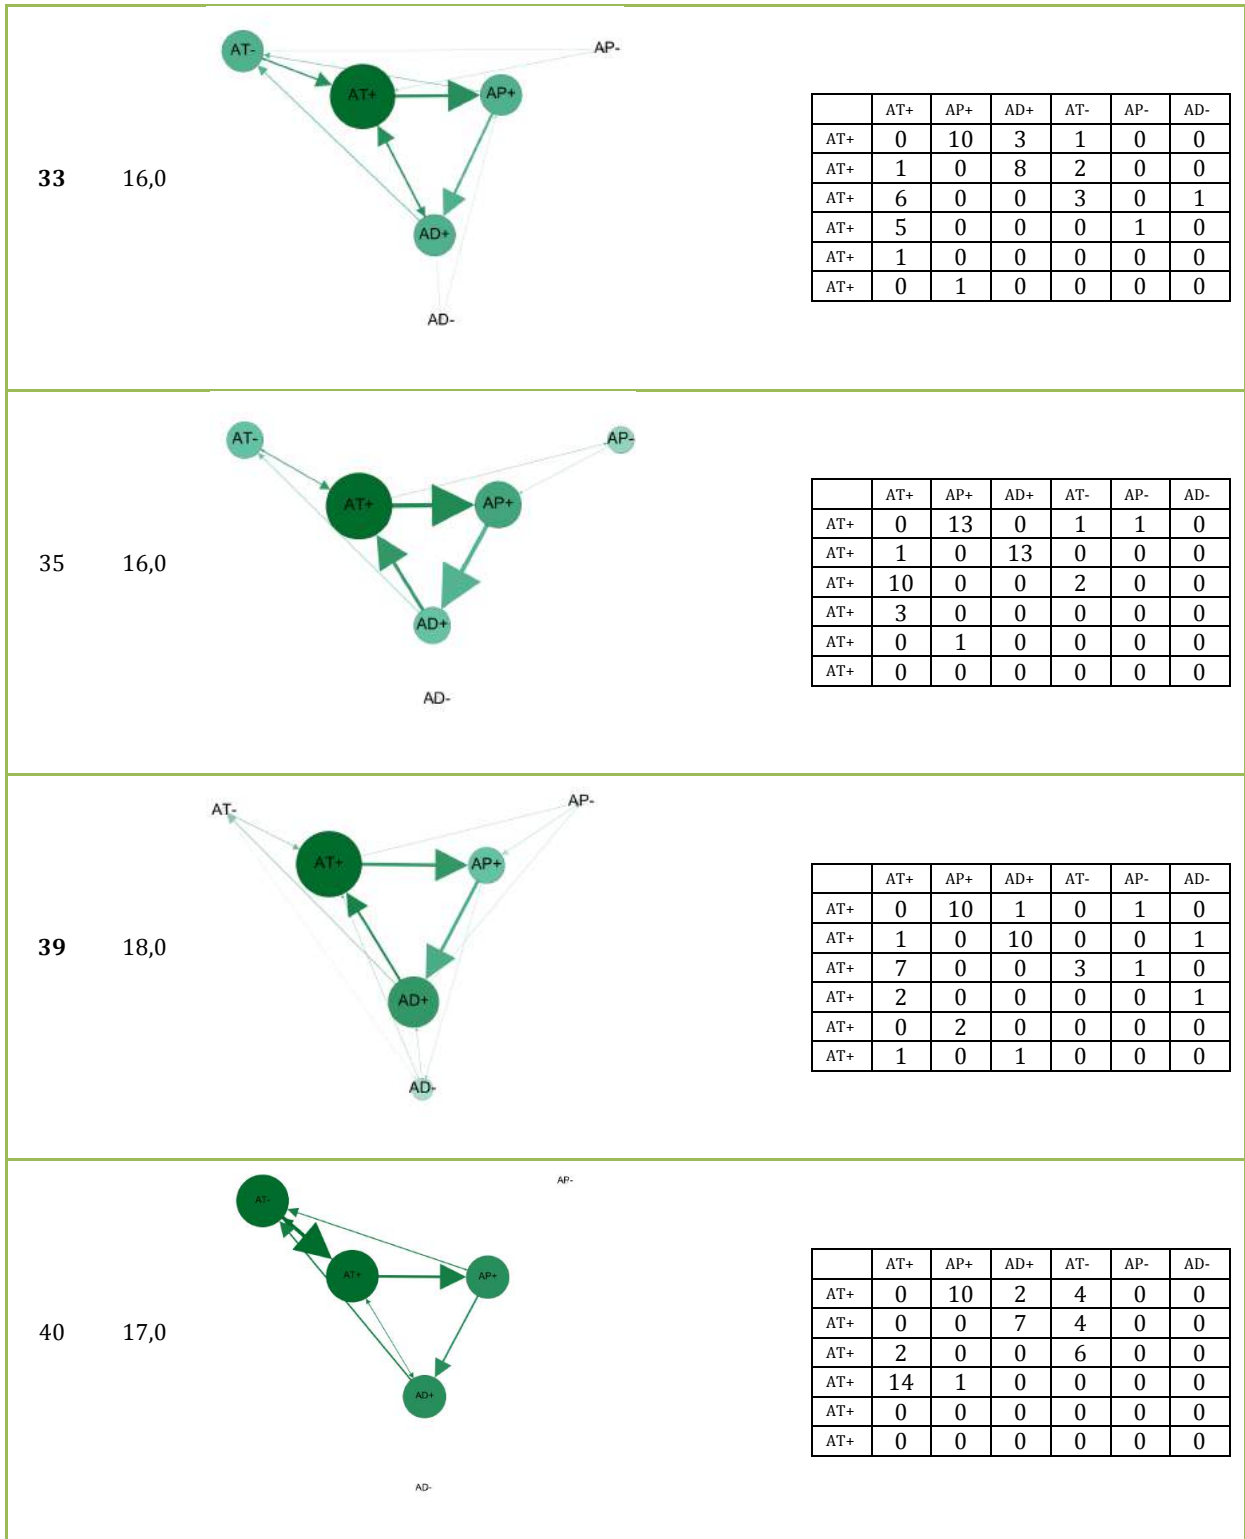 AT-
AP-
AT+
AP+
33 16,0
AD+
AD-
AT+ AP+ AD+ AT- AP- AD-
AT+ 0 10 3 1 0 0
AT+ 1 0 8 2 0 0
AT+ 6 0 0 3 0 1
AT+ 5 0 0 0 1 0
AT+ 1 0 0 0 0 0
AT+ 0 1 0 0 0 0
AT-
AP-
AT+
AP+
35 16,0
AD+
AD-
AT+ AP+ AD+ AT- AP- AD-
AT+ 0 13 0 1 1 0
AT+ 1 0 13 0 0 0
AT+ 10 0 0 2 0 0
AT+ 3 0 0 0 0 0
AT+ 0 1 0 0 0 0
AT+ 0 0 0 0 0 0
AT-
AP-
AT+
AP+
39 18,0
AD+
AD-
AT+ AP+ AD+ AT- AP- AD-
AT+ 0 10 1 0 1 0
AT+ 1 0 10 0 0 1
AT+ 7 0 0 3 1 0
AT+ 2 0 0 0 0 1
AT+ 0 2 0 0 0 0
AT+ 1 0 1 0 0 0
AP-
AT-
AT+
AP+
40 17,0
AD+
AD-
AT+ AP+ AD+ AT- AP- AD-
AT+ 0 10 2 4 0 0
AT+ 0 0 7 4 0 0
AT+ 2 0 0 6 0 0
AT+ 14 1 0 0 0 0
AT+ 0 0 0 0 0 0
AT+ 0 0 0 0 0 0